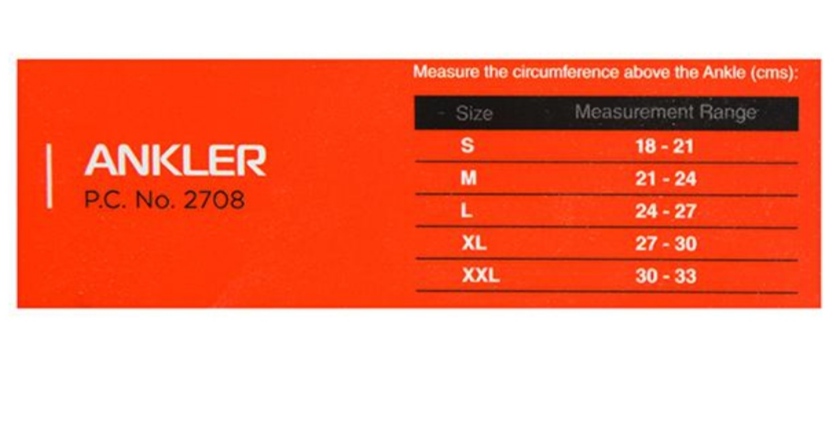 ANKLER
P.C. No. 2708
Measure the circumference above the Ankle (cms):
- Size Measurement Range
S 18 - 21
M 21 - 24
L 24 - 27
XL 27 - 30
XXL 30 - 33